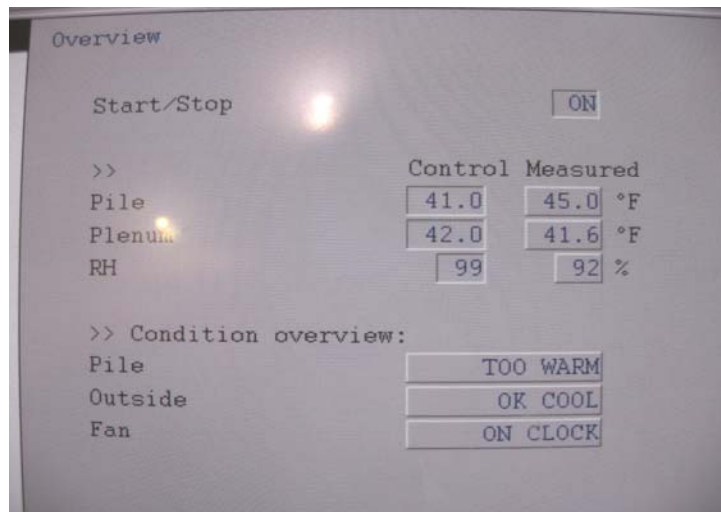 Overview
Start/Stop ON
>> Control Measured
Pile 41.0 45.0 °F
Plenum 42.0 41.6 °F
RH 99 92 %
>> Condition overview:
Pile TOO WARM
Outside OK COOL
Fan ON CLOCK